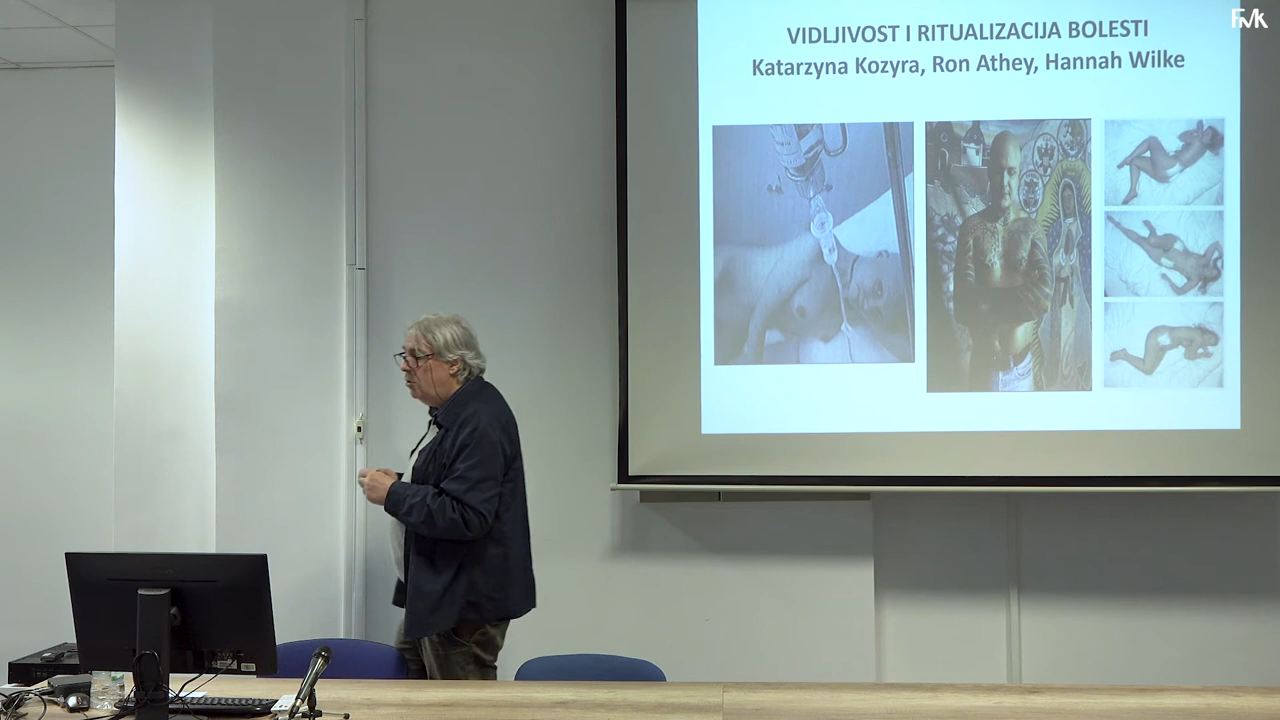 VIDLJIVOST I RITUALIZACIJA BOLESTI
Katarzyna Kozyra, Ron Athey, Hannah Wilke
FMK